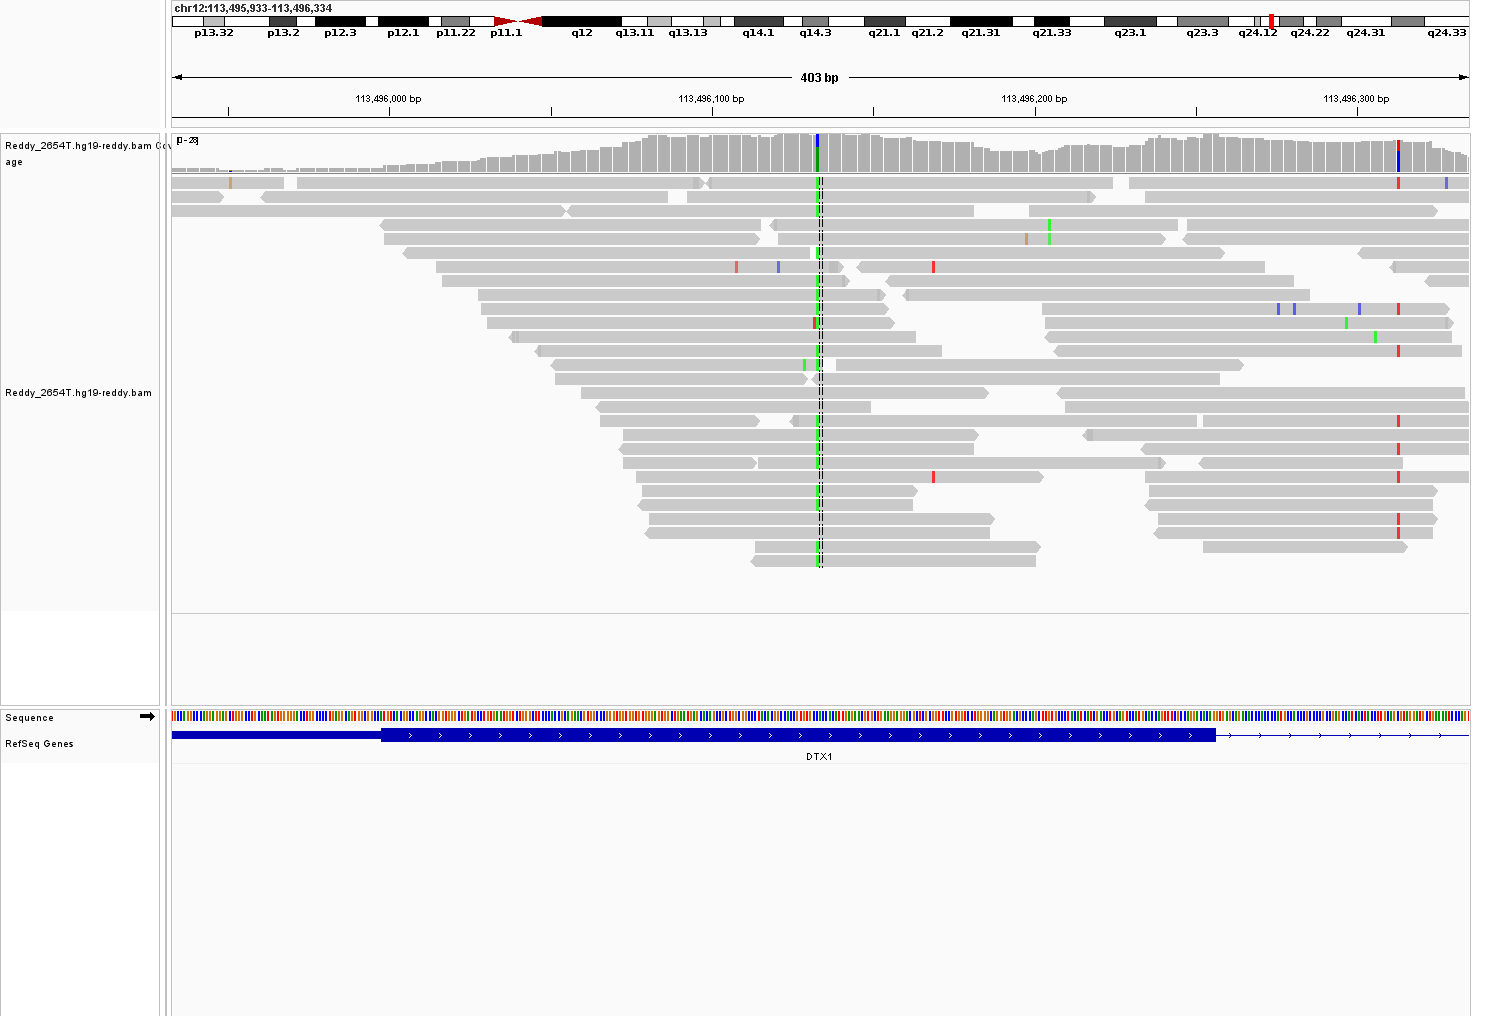 chr12:113,495,933-113,496,334
p13.32 p13.2 p12.3 p12.1 p11.22 p11.1 q12 q13.11 q13.13 q14.1 q14.3 q21.1 q21.2 q21.31 q21.33 q23.1 q23.3 q24.12 q24.22 q24.31 q24.33
403 bp
113,496,000 bp 113,496,100 bp 113,496,200 bp 113,496,300 bp
[0 - 28]
Reddy_2654T.hg19-reddy.bam Cov
age
Reddy_2654T.hg19-reddy.bam
Sequence
RefSeq Genes
DTX1